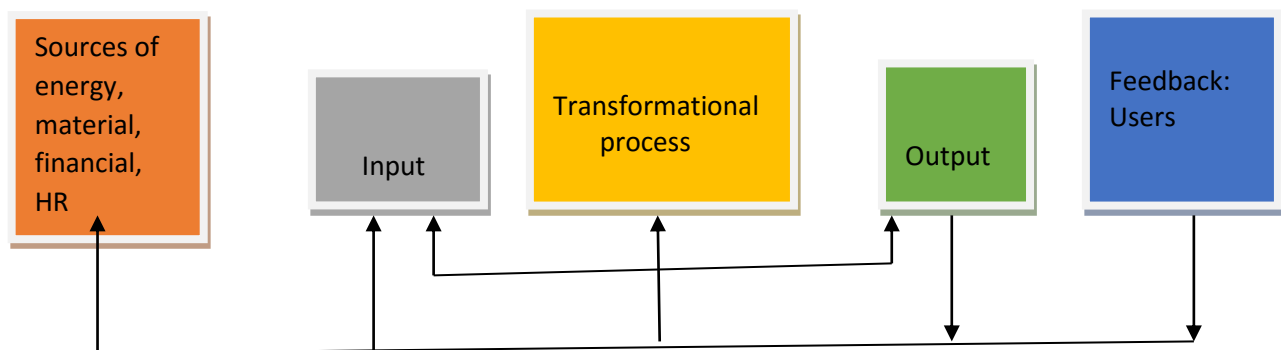 Sources of
energy,
material,
financial,
HR
Input
Transformational
process
Output
Feedback:
Users